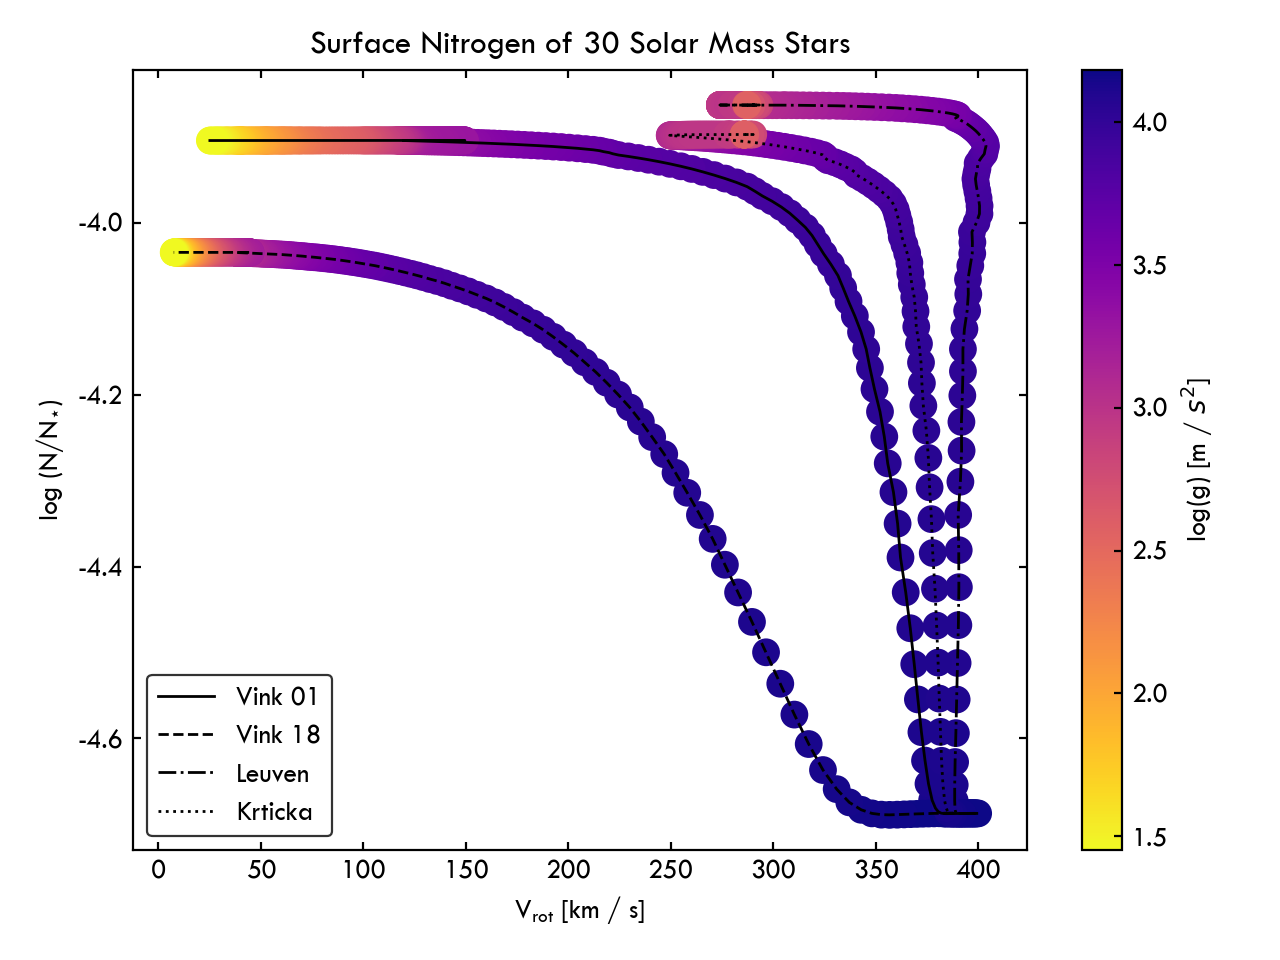 Surface Nitrogen of 30 Solar Mass Stars
log (N/N⋆)
-4.0
-4.2
-4.4
-4.6
Vink 01
Vink 18
Leuven
Krticka
0 50 100 150 200 250 300 350 400
V_rot [km / s]
4.0
3.5
3.0
2.5
2.0
1.5
log(g) [m / s²]